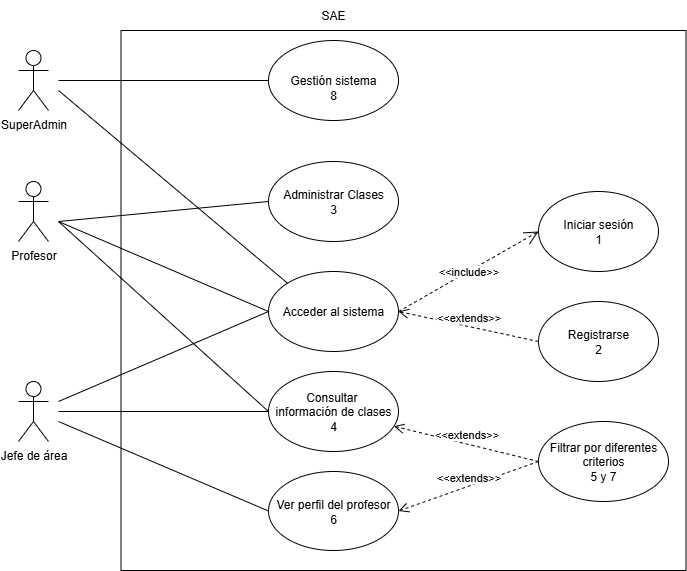 SAE
SuperAdmin
Gestión sistema
8
Profesor
Administrar Clases
3
Iniciar sesión
1
<<include>>
Acceder al sistema
<<extends>>
Registrarse
2
Jefe de área
Consultar
información de clases
4
<<extends>>
Filtrar por diferentes
criterios
5 y 7
<<extends>>
Ver perfil del profesor
6